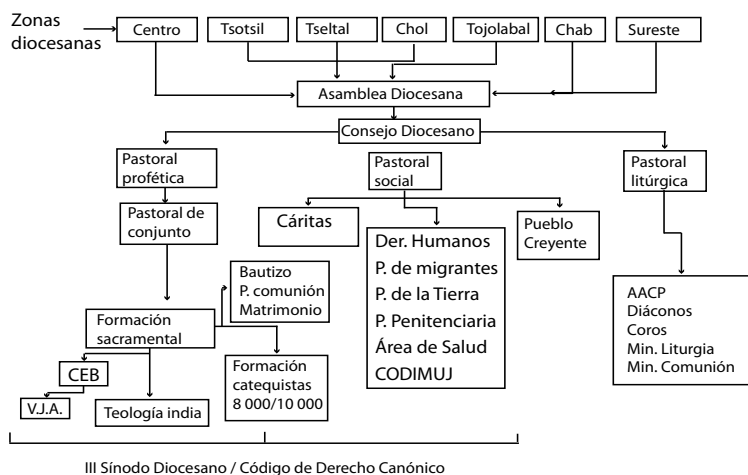 Zonas
diocesanas
Centro
Tsotsil
Tseltal
Chol
Tojolabal
Chab
Sureste
Asamblea Diocesana
Consejo Diocesano
Pastoral
profética
Pastoral
social
Pastoral
litúrgica
Pastoral de
conjunto
Cáritas
Der. Humanos
P. de migrantes
P. de la Tierra
P. Penitenciaria
Área de Salud
CODIMUJ
Pueblo
Creyente
Bautizo
P. comunión
Matrimonio
AACP
Diáconos
Coros
Min. Liturgia
Min. Comunión
Formación
sacramental
CEB
V.J.A.
Teología india
Formación
catequistas
8 000/10 000
III Sínodo Diocesano / Código de Derecho Canónico